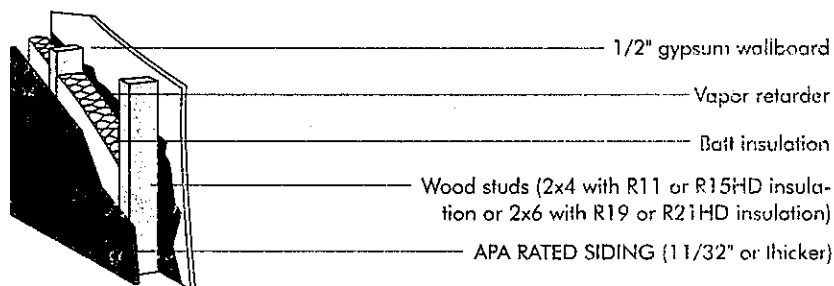 1/2" gypsum wallboard
Vapor retarder
Batt insulation
Wood studs (2x4 with R11 or R15HD insula-
tion or 2x6 with R19 or R21HD insulation)
APA RATED SIDING (11/32" or thicker)